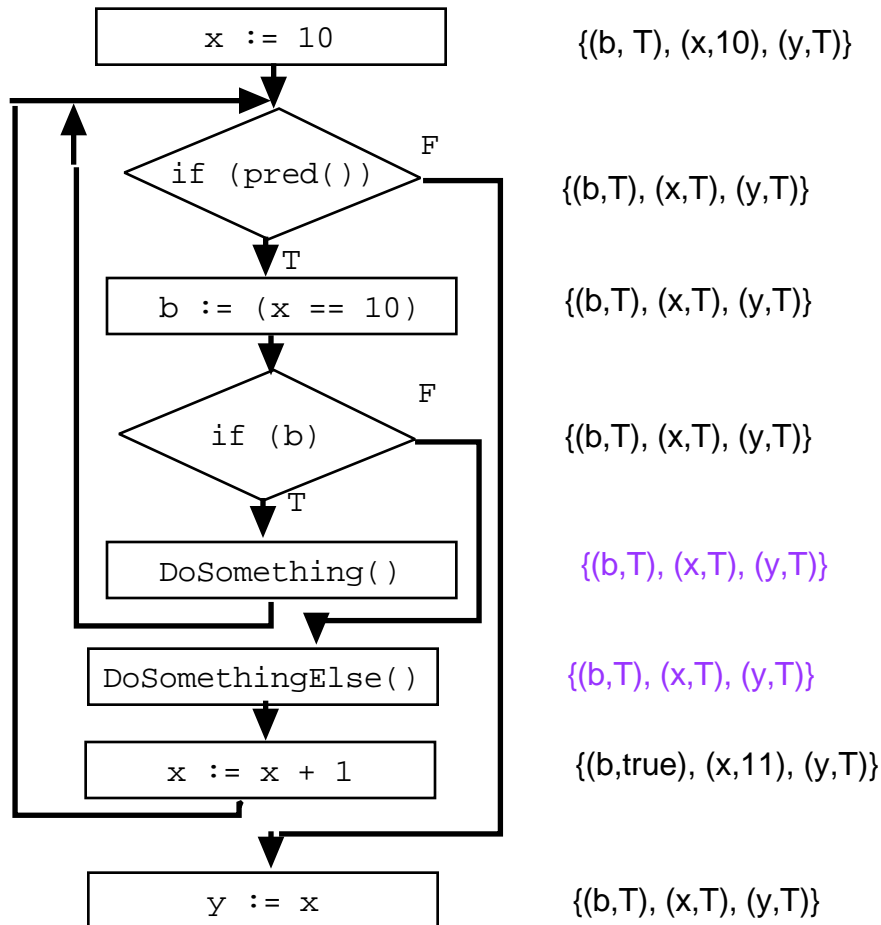 x := 10
{(b, T), (x,10), (y,T)}
F
if (pred())
{(b,T), (x,T), (y,T)}
T
b := (x == 10)
{(b,T), (x,T), (y,T)}
F
if (b)
{(b,T), (x,T), (y,T)}
T
DoSomething()
{(b,T), (x,T), (y,T)}
DoSomethingElse()
{(b,T), (x,T), (y,T)}
x := x + 1
{(b,true), (x,11), (y,T)}
y := x
{(b,T), (x,T), (y,T)}